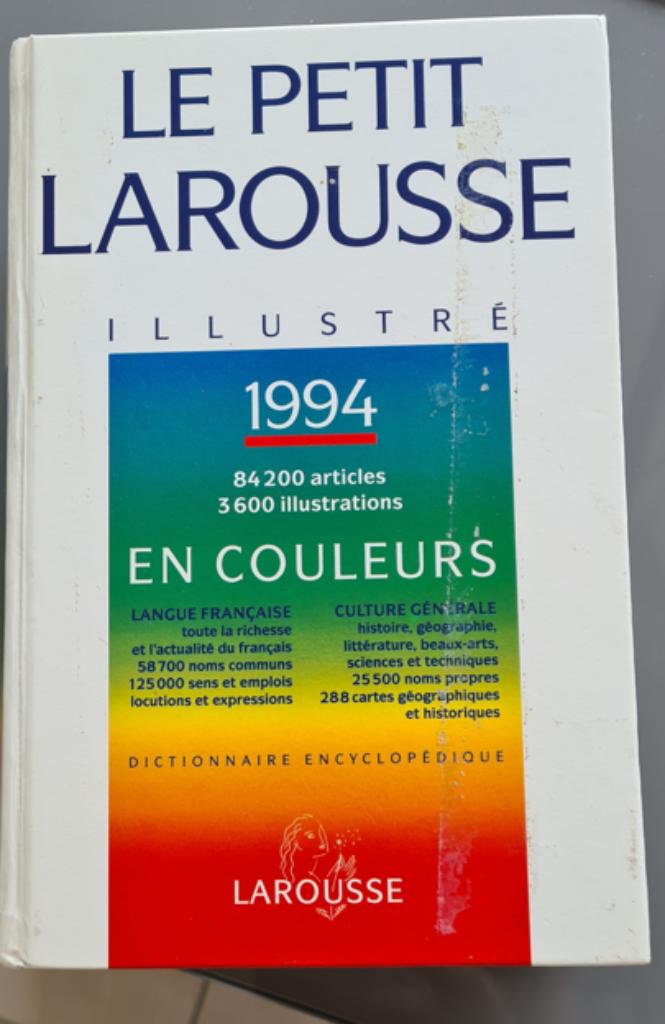 LE PETIT
LAROUSSE
ILLUSTRÉ
1994
84 200 articles
3 600 illustrations
EN COULEURS
LANGUE FRANÇAISE
toute la richesse
et l'actualité du français
58 700 noms communs
125 000 sens et emplois
locutions et expressions
CULTURE GÉNÉRALE
histoire, géographie,
littérature, beaux-arts,
sciences et techniques
25 500 noms propres
288 cartes géographiques
et historiques
DICTIONNAIRE ENCYCLOPÉDIQUE
LAROUSSE